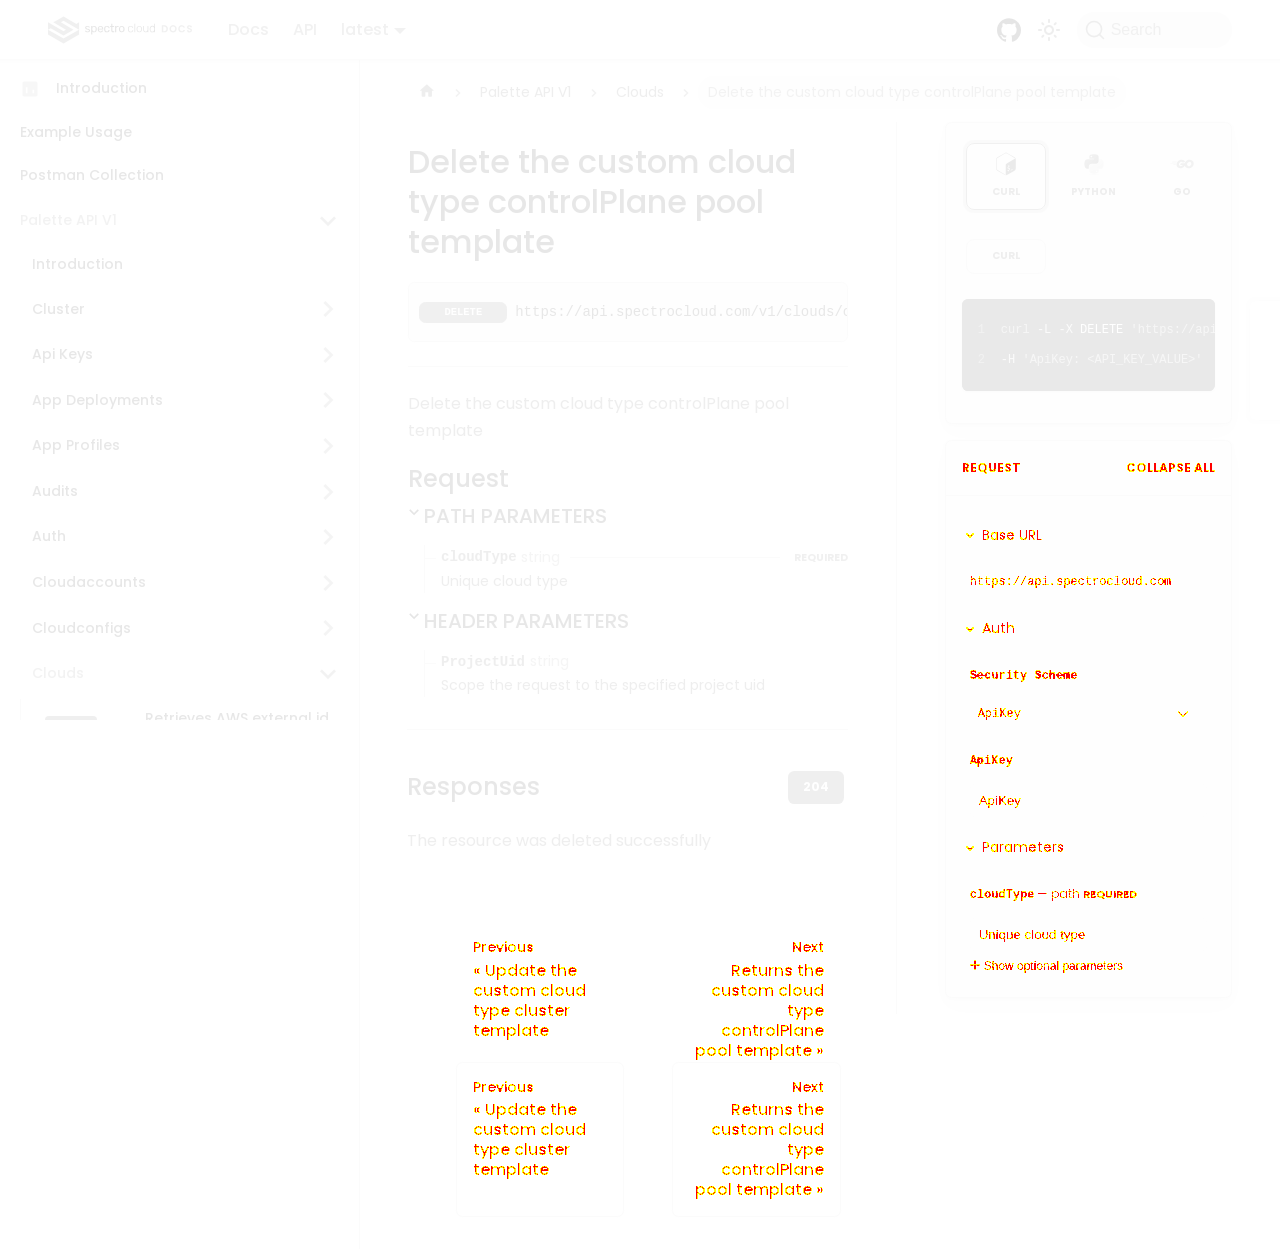 spectro cloud DOCS Docs API latest Search
Introduction
Example Usage
Postman Collection
Palette API V1
Introduction
Cluster
Api Keys
App Deployments
App Profiles
Audits
Auth
Cloudaccounts
Cloudconfigs
Clouds
Retrieves AWS external id
Palette API V1 Clouds Delete the custom cloud type controlPlane pool template
Delete the custom cloud
type controlPlane pool
template
DELETE https://api.spectrocloud.com/v1/clouds/c
Delete the custom cloud type controlPlane pool
template
Request
PATH PARAMETERS
cloudType string REQUIRED
Unique cloud type
HEADER PARAMETERS
ProjectUid string
Scope the request to the specified project uid
Responses 204
The resource was deleted successfully
Previous
« Update the
custom cloud
type cluster
template
Next
Returns the
custom cloud
type
controlPlane
pool template »
Previous
« Update the
custom cloud
type cluster
template
Next
Returns the
custom cloud
type
controlPlane
pool template »
CURL PYTHON GO
CURL
1 curl -L -X DELETE 'https://api
2 -H 'ApiKey: <API_KEY_VALUE>'
REQUEST COLLAPSE ALL
Base URL
https://api.spectrocloud.com
Auth
Security Scheme
ApiKey
ApiKey
ApiKey
Parameters
cloudType — path REQUIRED
Unique cloud type
Show optional parameters